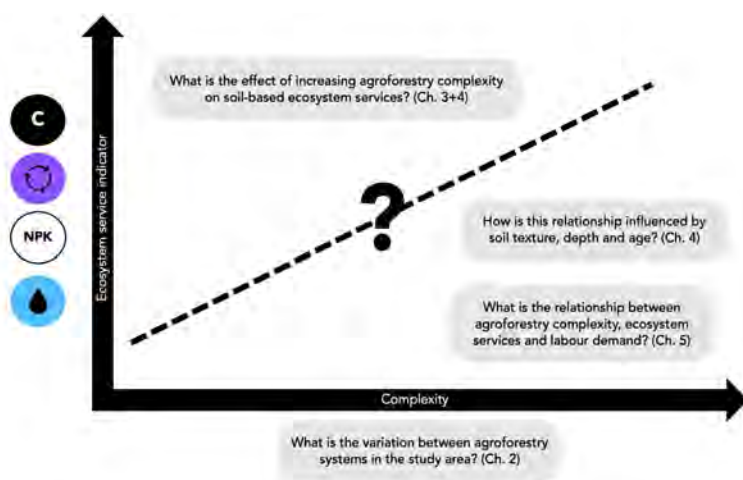 What is the effect of increasing agroforestry complexity
on soil-based ecosystem services? (Ch. 3+4)
C
NPK
Ecosystem service indicator
?
How is this relationship influenced by
soil texture, depth and age? (Ch. 4)
What is the relationship between
agroforestry complexity, ecosystem
services and labour demand? (Ch. 5)
Complexity
What is the variation between agroforestry
systems in the study area? (Ch. 2)